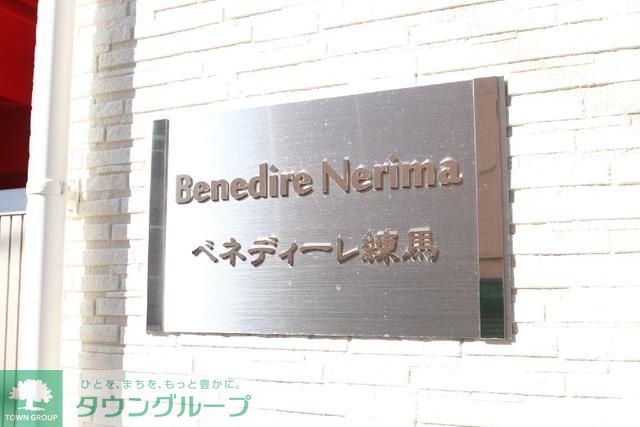 Benedire Nerima
ベネディーレ練馬
ひとを、まちを、もっと豊かに。
タウングループ
TOWN GROUP